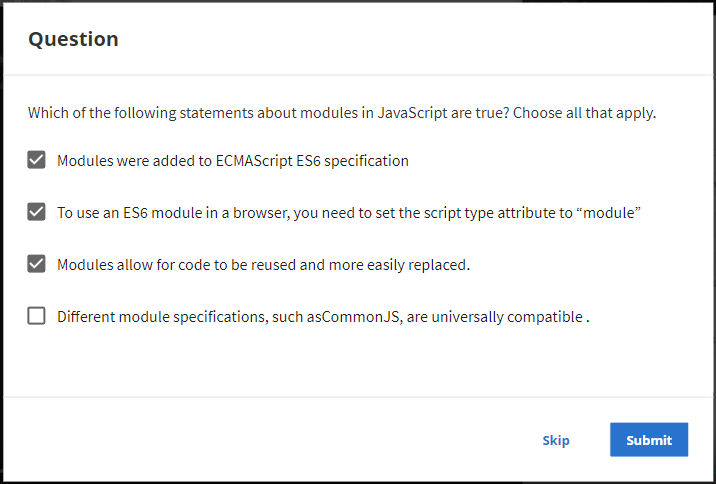 Question
Which of the following statements about modules in JavaScript are true? Choose all that apply.
Modules were added to ECMAScript ES6 specification
To use an ES6 module in a browser, you need to set the script type attribute to “module”
Modules allow for code to be reused and more easily replaced.
Different module specifications, such asCommonJS, are universally compatible .
Skip
Submit